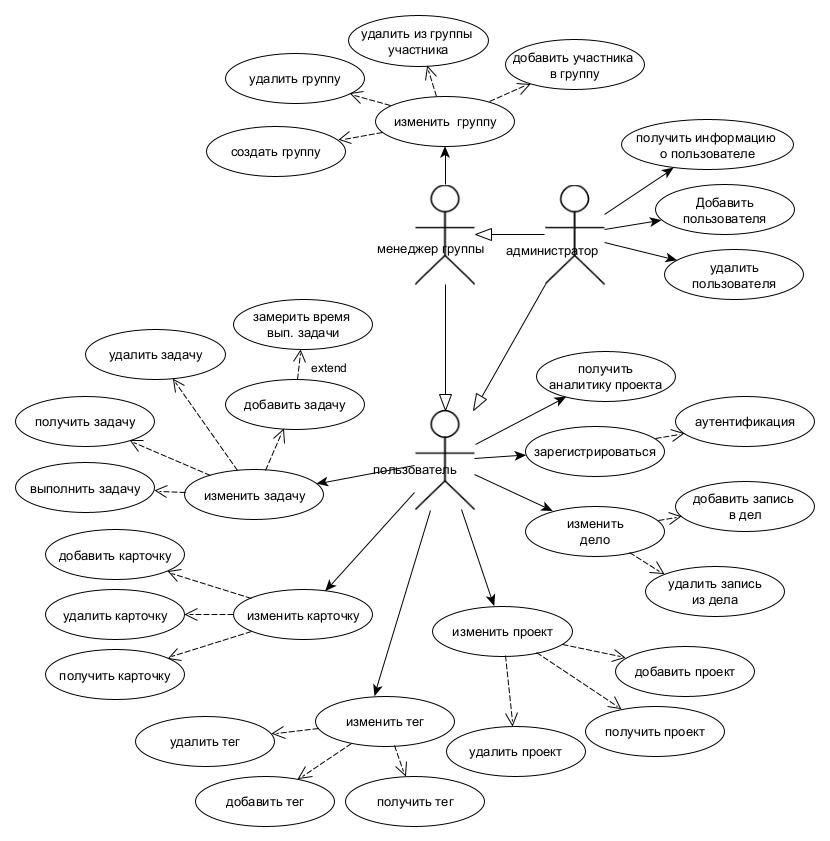 удалить из группы
участника
добавить участника
в группу
удалить группу
изменить группу
создать группу
получить информацию
о пользователе
Добавить
пользователя
менеджер группы
администратор
удалить
пользователя
замерить время
вып. задачи
удалить задачу
extend
получить
аналитику проекта
добавить задачу
получить задачу
аутентификация
зарегистрироваться
пользователь
выполнить задачу
изменить задачу
добавить запись
в дел
изменить
дело
добавить карточку
удалить запись
из дела
удалить карточку
изменить карточку
изменить проект
получить карточку
добавить проект
изменить тег
получить проект
удалить тег
удалить проект
добавить тег
получить тег